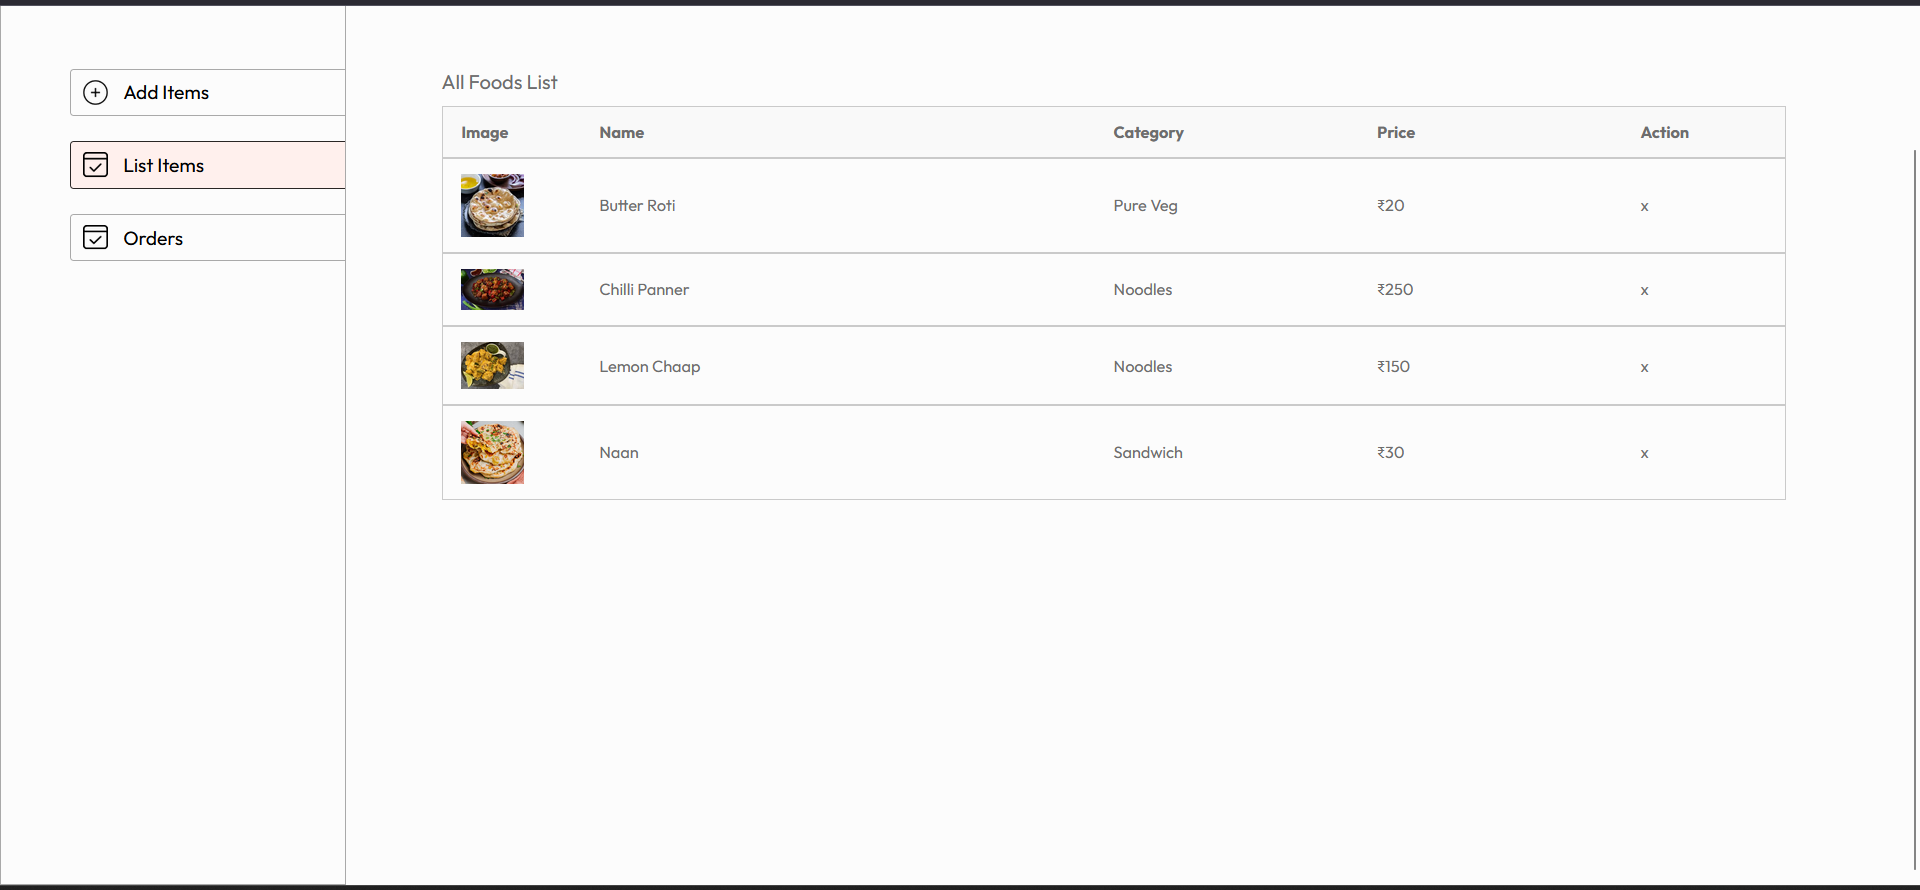 Add Items
List Items
Orders
All Foods List
Image Name Category Price Action
Butter Roti Pure Veg ₹20 x
Chilli Panner Noodles ₹250 x
Lemon Chaap Noodles ₹150 x
Naan Sandwich ₹30 x